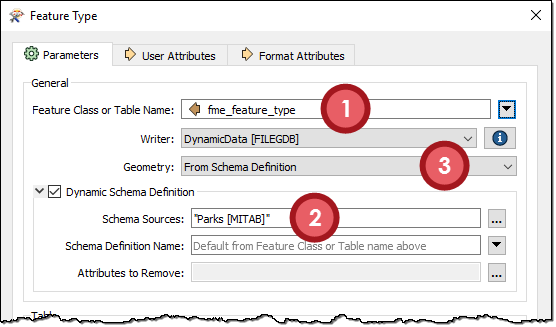 Feature Type
Parameters User Attributes Format Attributes
General
Feature Class or Table Name: fme_feature_type 1
Writer: DynamicData [FILEGDB]
Geometry: From Schema Definition 3
Dynamic Schema Definition
Schema Sources: "Parks [MITAB]" 2 ...
Schema Definition Name: Default from Feature Class or Table name above
Attributes to Remove: ...